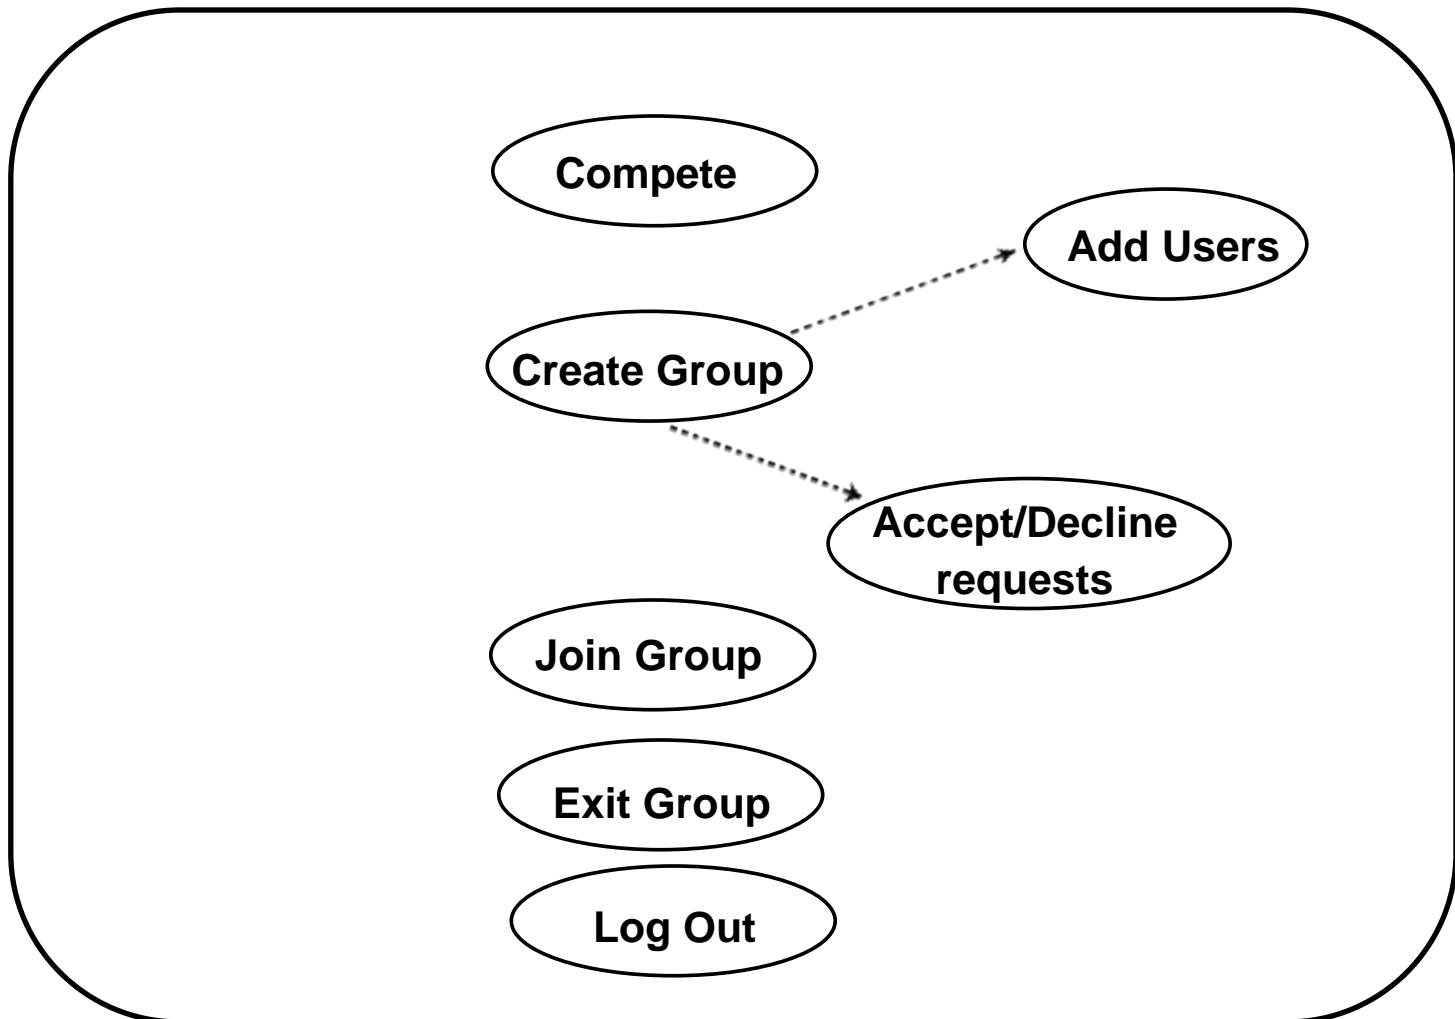 Compete
Add Users
Create Group
Accept/Decline
requests
Join Group
Exit Group
Log Out